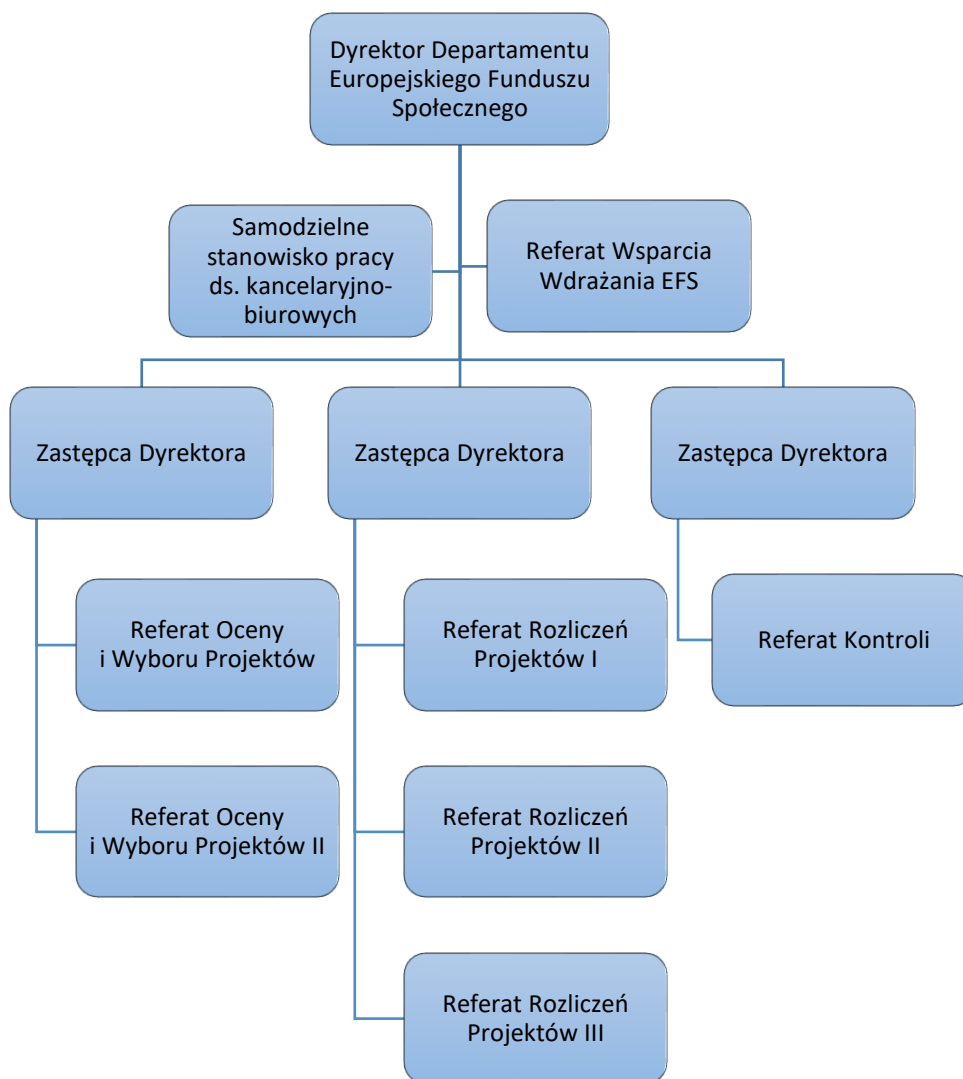 Dyrektor Departamentu
Europejskiego Funduszu
Społecznego
Samodzielne
stanowisko pracy
ds. kancelaryjno-
biurowych
Referat Wsparcia
Wdrażania EFS
Zastępca Dyrektora
Zastępca Dyrektora
Zastępca Dyrektora
Referat Oceny
i Wyboru Projektów
Referat Rozliczeń
Projektów I
Referat Kontroli
Referat Oceny
i Wyboru Projektów II
Referat Rozliczeń
Projektów II
Referat Rozliczeń
Projektów III